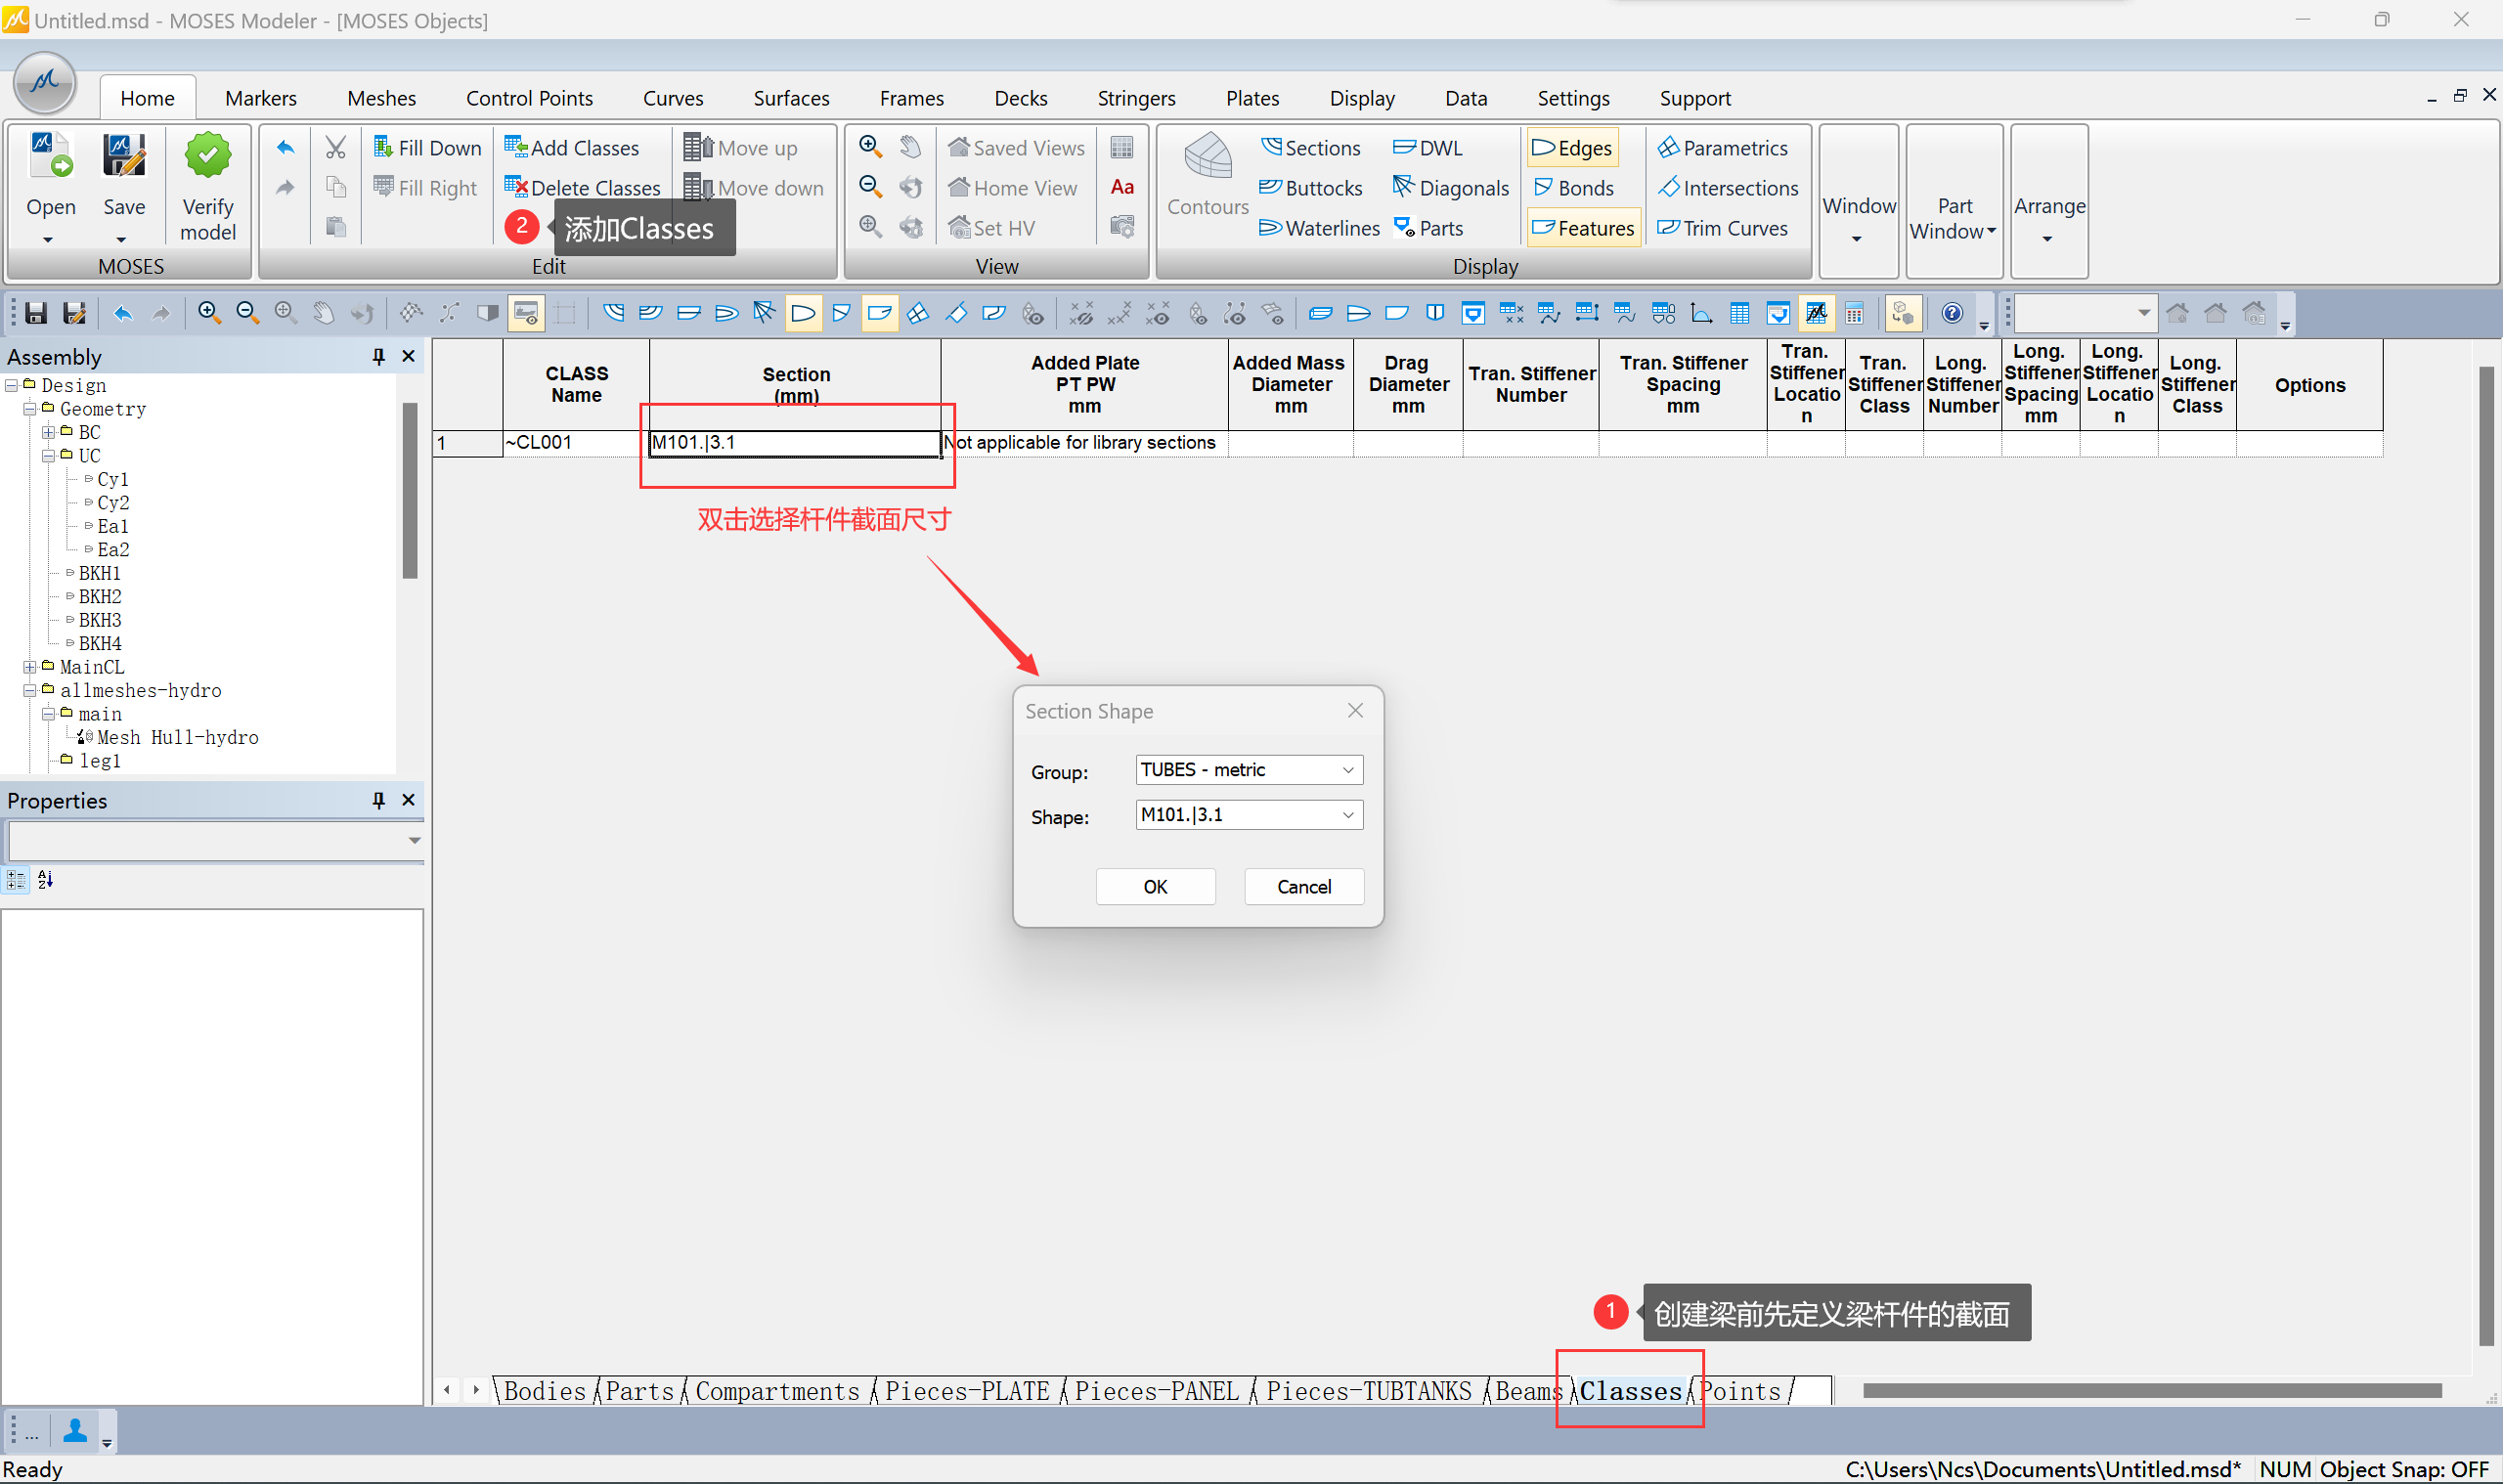 Untitled.msd - MOSES Modeler - [MOSES Objects]
Home Markers Meshes Control Points Curves Surfaces Frames Decks Stringers Plates Display Data Settings Support
Open Save Verify model
MOSES
Fill Down
Fill Right
Add Classes
Delete Classes
Move up
Move down
2 添加Classes
Edit
Saved Views
Home View
Set HV
Aa
View
Contours
Sections DWL Edges Parametrics
Buttocks Diagonals Bonds Intersections
Waterlines Parts Features Trim Curves
Display
Window
Part Window
Arrange
Assembly
Design
Geometry
BC
UC
Cy1
Cy2
Ea1
Ea2
BKH1
BKH2
BKH3
BKH4
MainCL
allmeshes-hydro
main
Mesh Hull-hydro
leg1
Properties
CLASS Name
Section (mm)
Added Plate PT PW mm
Added Mass Diameter mm
Drag Diameter mm
Tran. Stiffener Number
Tran. Stiffener Spacing mm
Tran. Stiffener Location
Tran. Stiffener Class
Long. Stiffener Number
Long. Stiffener Spacing mm
Long. Stiffener Location
Long. Stiffener Class
Options
1 ~CL001 M101.|3.1 Not applicable for library sections
双击选择杆件截面尺寸
Section Shape
Group: TUBES - metric
Shape: M101.|3.1
OK Cancel
1 创建梁前先定义梁杆件的截面
Bodies Parts Compartments Pieces-PLATE Pieces-PANEL Pieces-TUBTANKS Beams Classes Points
...
Ready
C:\Users\Ncs\Documents\Untitled.msd* NUM Object Snap: OFF